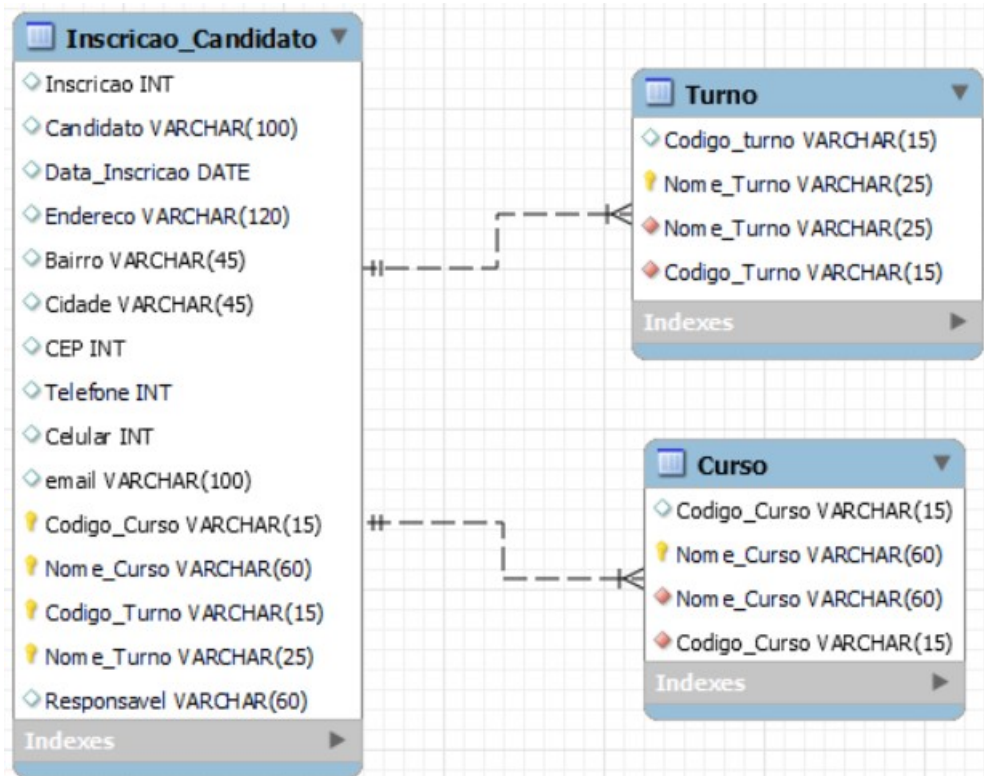 Inscricao_Candidato
Inscricao INT
Candidato VARCHAR(100)
Data_Inscricao DATE
Endereco VARCHAR(120)
Bairro VARCHAR(45)
Cidade VARCHAR(45)
CEP INT
Telefone INT
Celular INT
email VARCHAR(100)
Codigo_Curso VARCHAR(15)
Nome_Curso VARCHAR(60)
Codigo_Turno VARCHAR(15)
Nome_Turno VARCHAR(25)
Responsavel VARCHAR(60)
Indexes
Turno
Codigo_turno VARCHAR(15)
Nome_Turno VARCHAR(25)
Nome_Turno VARCHAR(25)
Codigo_Turno VARCHAR(15)
Indexes
Curso
Codigo_Curso VARCHAR(15)
Nome_Curso VARCHAR(60)
Nome_Curso VARCHAR(60)
Codigo_Curso VARCHAR(15)
Indexes